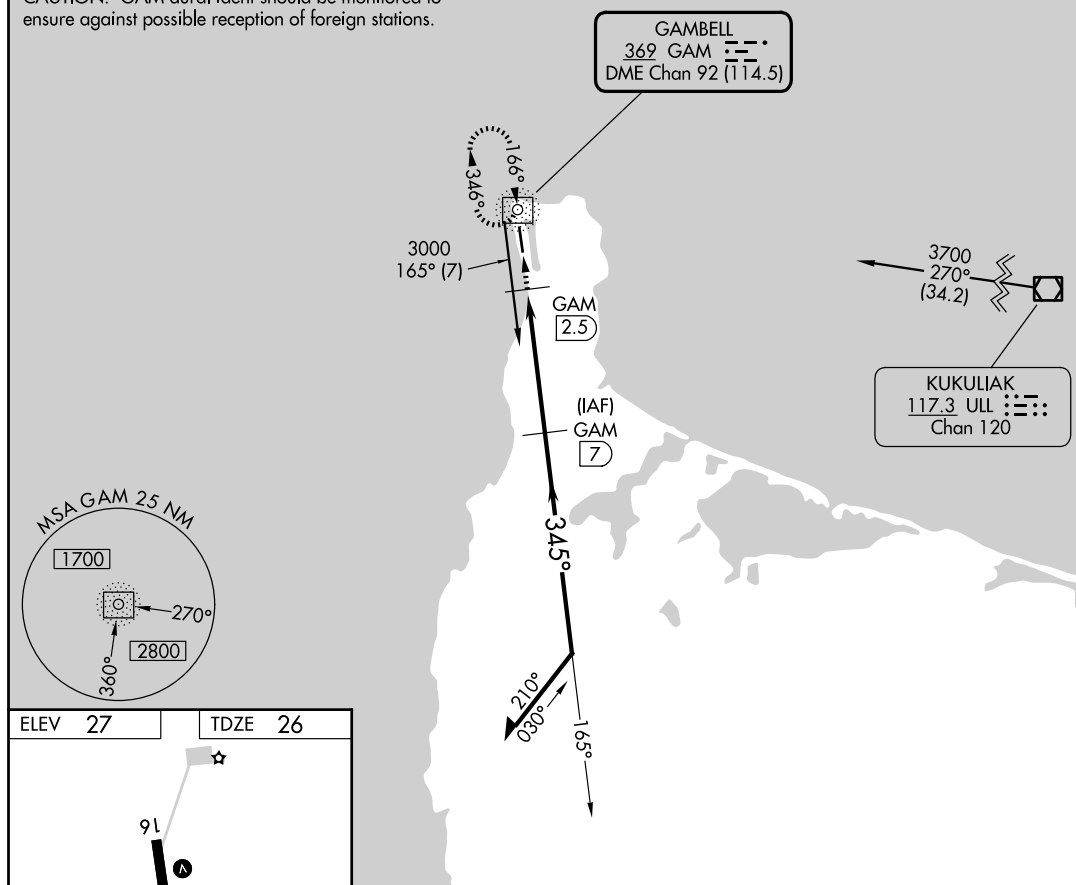 CAUTION: GAM aural ident should be monitored to
ensure against possible reception of foreign stations.
GAMBELL
369 GAM
DME Chan 92 (114.5)
166°
346°
3000
165° (7)
3700
270°
(34.2)
GAM
2.5
KUKULIAK
117.3 ULL
Chan 120
(IAF)
GAM
7
MSA GAM 25 NM
1700
270°
2800
360°
345°
210°
030°
165°
ELEV 27
TDZE 26
16
V